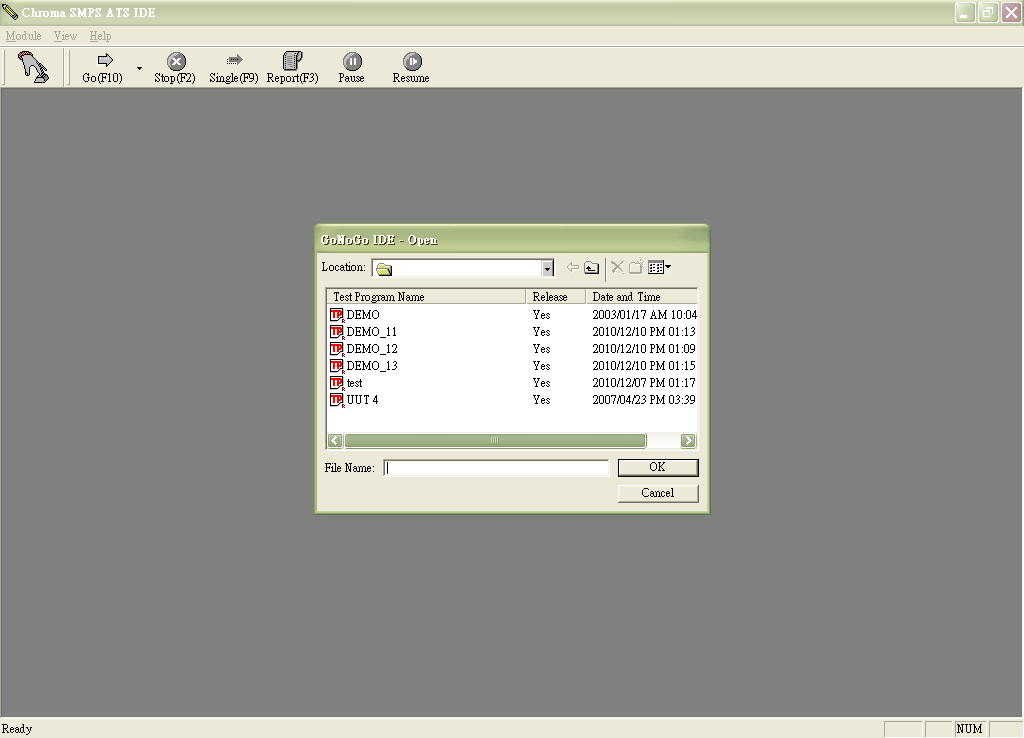 Chroma SMPS ATS IDE
Module View Help
Go(F10) Stop(F2) Single(F9) Report(F3) Pause Resume
GoNoGo IDE - Open
Location:
Test Program Name Release Date and Time
DEMO Yes 2003/01/17 AM 10:04
DEMO_11 Yes 2010/12/10 PM 01:13
DEMO_12 Yes 2010/12/10 PM 01:09
DEMO_13 Yes 2010/12/10 PM 01:15
test Yes 2010/12/07 PM 01:17
UUT 4 Yes 2007/04/23 PM 03:39
File Name: OK
Cancel
Ready NUM